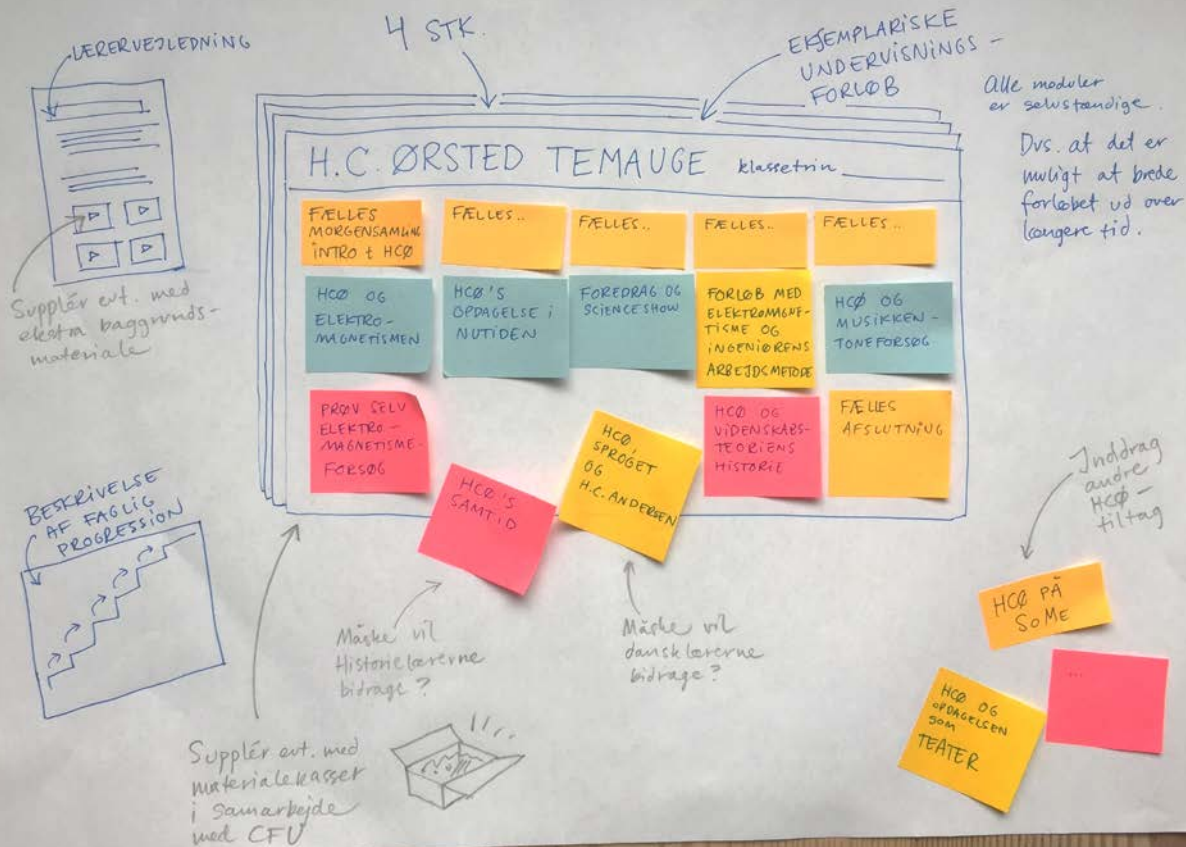 LÆRERVEJLEDNING
4 STK.
EKSEMPLARISKE
UNDERVISNINGS-
FORLØB
Alle moduler
er selvstændige.
Dvs. at det er
muligt at brede
forløbet ud over
længere tid.
Supplér evt. med
ekstra baggrunds-
materiale
H.C. ØRSTED TEMAUGE klassetrin
FÆLLES
MORGENSAMLING
INTRO t HCØ
FÆLLES..
FÆLLES..
FÆLLES..
FÆLLES..
HCØ OG
ELEKTRO-
MAGNETISMEN
HCØ'S
OPDAGELSE i
NUTIDEN
FOREDRAG OG
SCIENCESHOW
FORLØB MED
ELEKTROMAGNE-
TISME OG
INGENIØRENS
ARBEJDSMETODE
HCØ OG
MUSIKKEN -
TONEFORSØG
PRØV SELV
ELEKTRO-
MAGNETISME-
FORSØG
HCØ'S
SAMTID
HCØ,
SPROGET
OG
H.C. ANDERSEN
HCØ OG
VIDENSKABS-
TEORIENS
HISTORIE
FÆLLES
AFSLUTNING
BESKRIVELSE
AF FAGLIG
PROGRESSION
Måske vil
Historielærerne
bidrage?
Måske vil
dansklærerne
bidrage?
Supplér evt. med
materialekasser
i samarbejde
med CFU
Inddrag
andre
HCØ-
tiltag
HCØ PÅ
SoMe
HCØ OG
OPDAGELSEN
SOM
TEATER
...